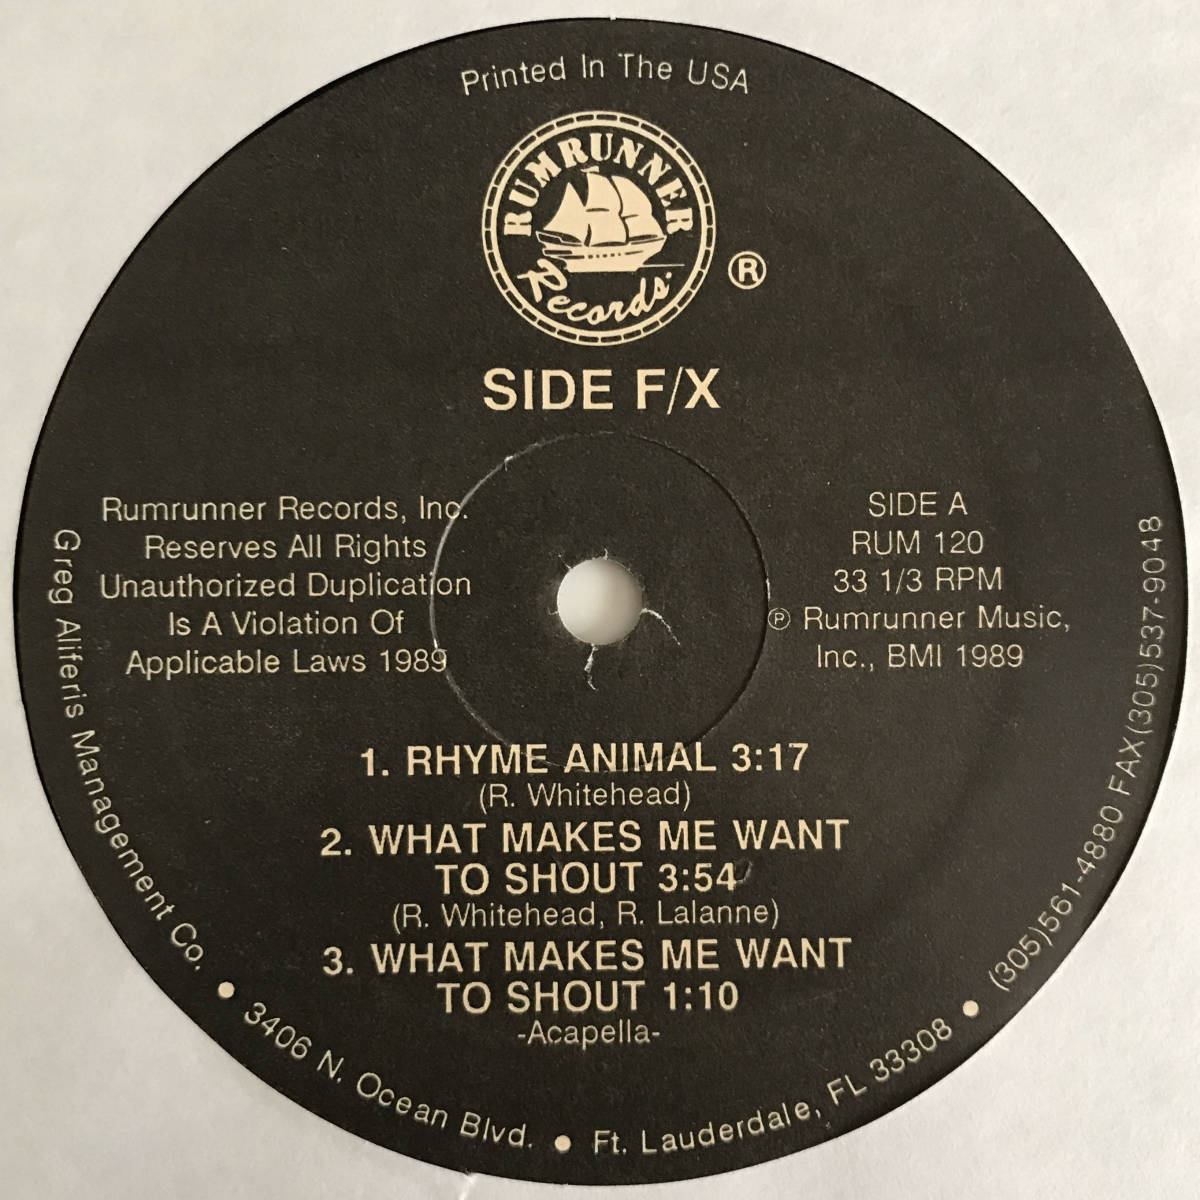 Printed In The USA
RUMRUNNER
Records
®
SIDE F/X
Rumrunner Records, Inc.
Reserves All Rights
Unauthorized Duplication
Is A Violation Of
Applicable Laws 1989
SIDE A
RUM 120
33 1/3 RPM
℗ Rumrunner Music,
Inc., BMI 1989
1. RHYME ANIMAL 3:17
(R. Whitehead)
2. WHAT MAKES ME WANT
TO SHOUT 3:54
(R. Whitehead, R. Lalanne)
3. WHAT MAKES ME WANT
TO SHOUT 1:10
-Acapella-
Greg Aliferis Management Co. • 3406 N. Ocean Blvd. • Ft. Lauderdale, FL 33308 • (305)561-4880 FAX(305)537-9048